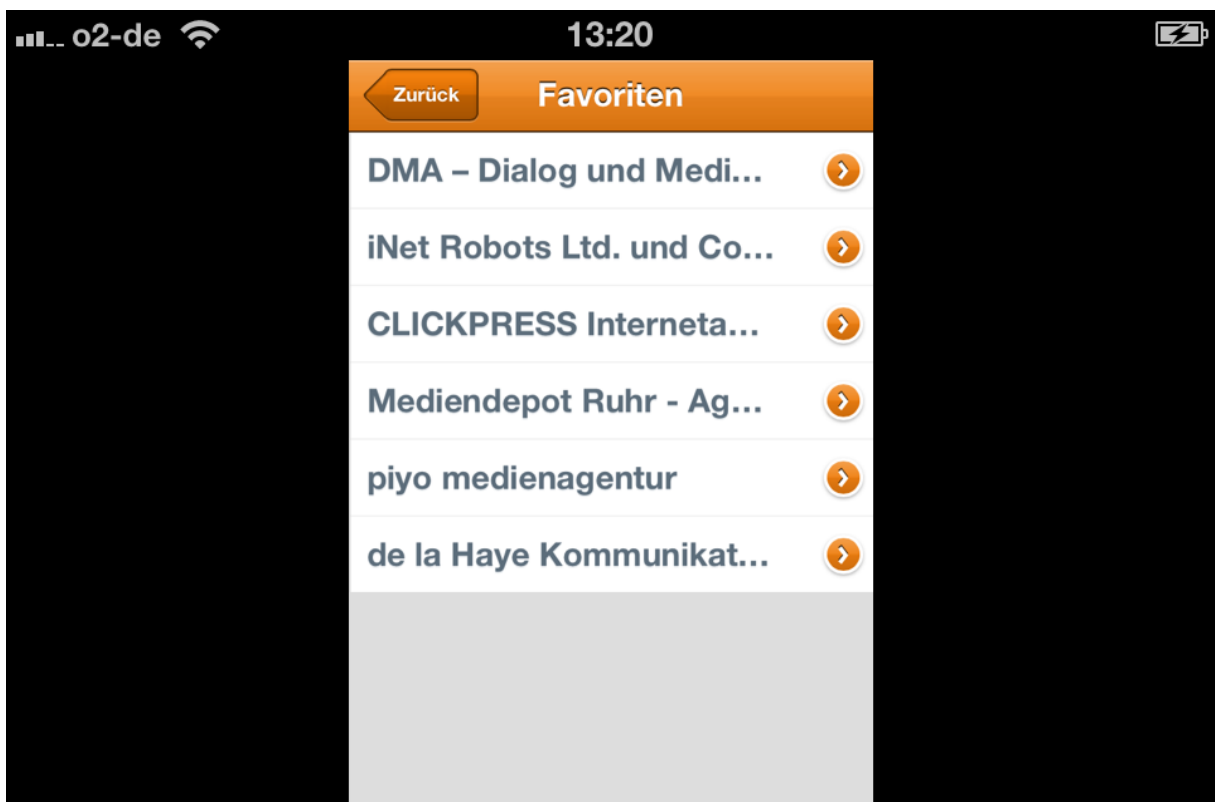 o2-de 13:20
Zurück Favoriten
DMA – Dialog und Medi...
iNet Robots Ltd. und Co...
CLICKPRESS Interneta...
Mediendepot Ruhr - Ag...
piyo medienagentur
de la Haye Kommunikat...